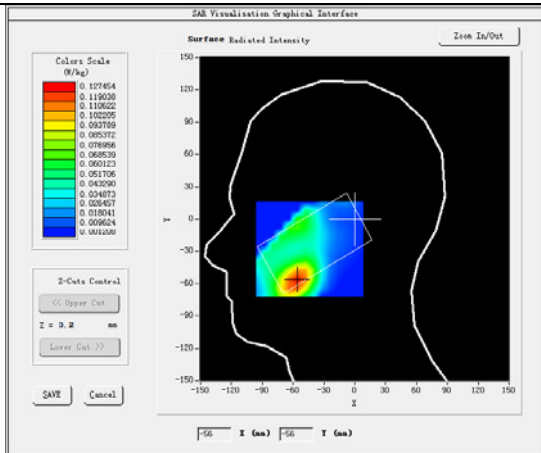 SAR Visualisation Graphical Interface
Surface Radiated Intensity
Zoom In/Out
Colors Scale
(W/kg)
0.127454
0.119038
0.110622
0.102205
0.093789
0.085372
0.076956
0.068539
0.060123
0.051706
0.043290
0.034873
0.026457
0.018041
0.009624
0.001208
Z-Cuts Control
<< Upper Cut
Z = 3.2 mm
Lower Cut >>
SAVE
Cancel
150
120
90
60
30
0
-30
-60
-90
-120
-150
Y
-150 -120 -90 -60 -30 0 30 60 90 120 150
X
-56 X (mm) -56 Y (mm)